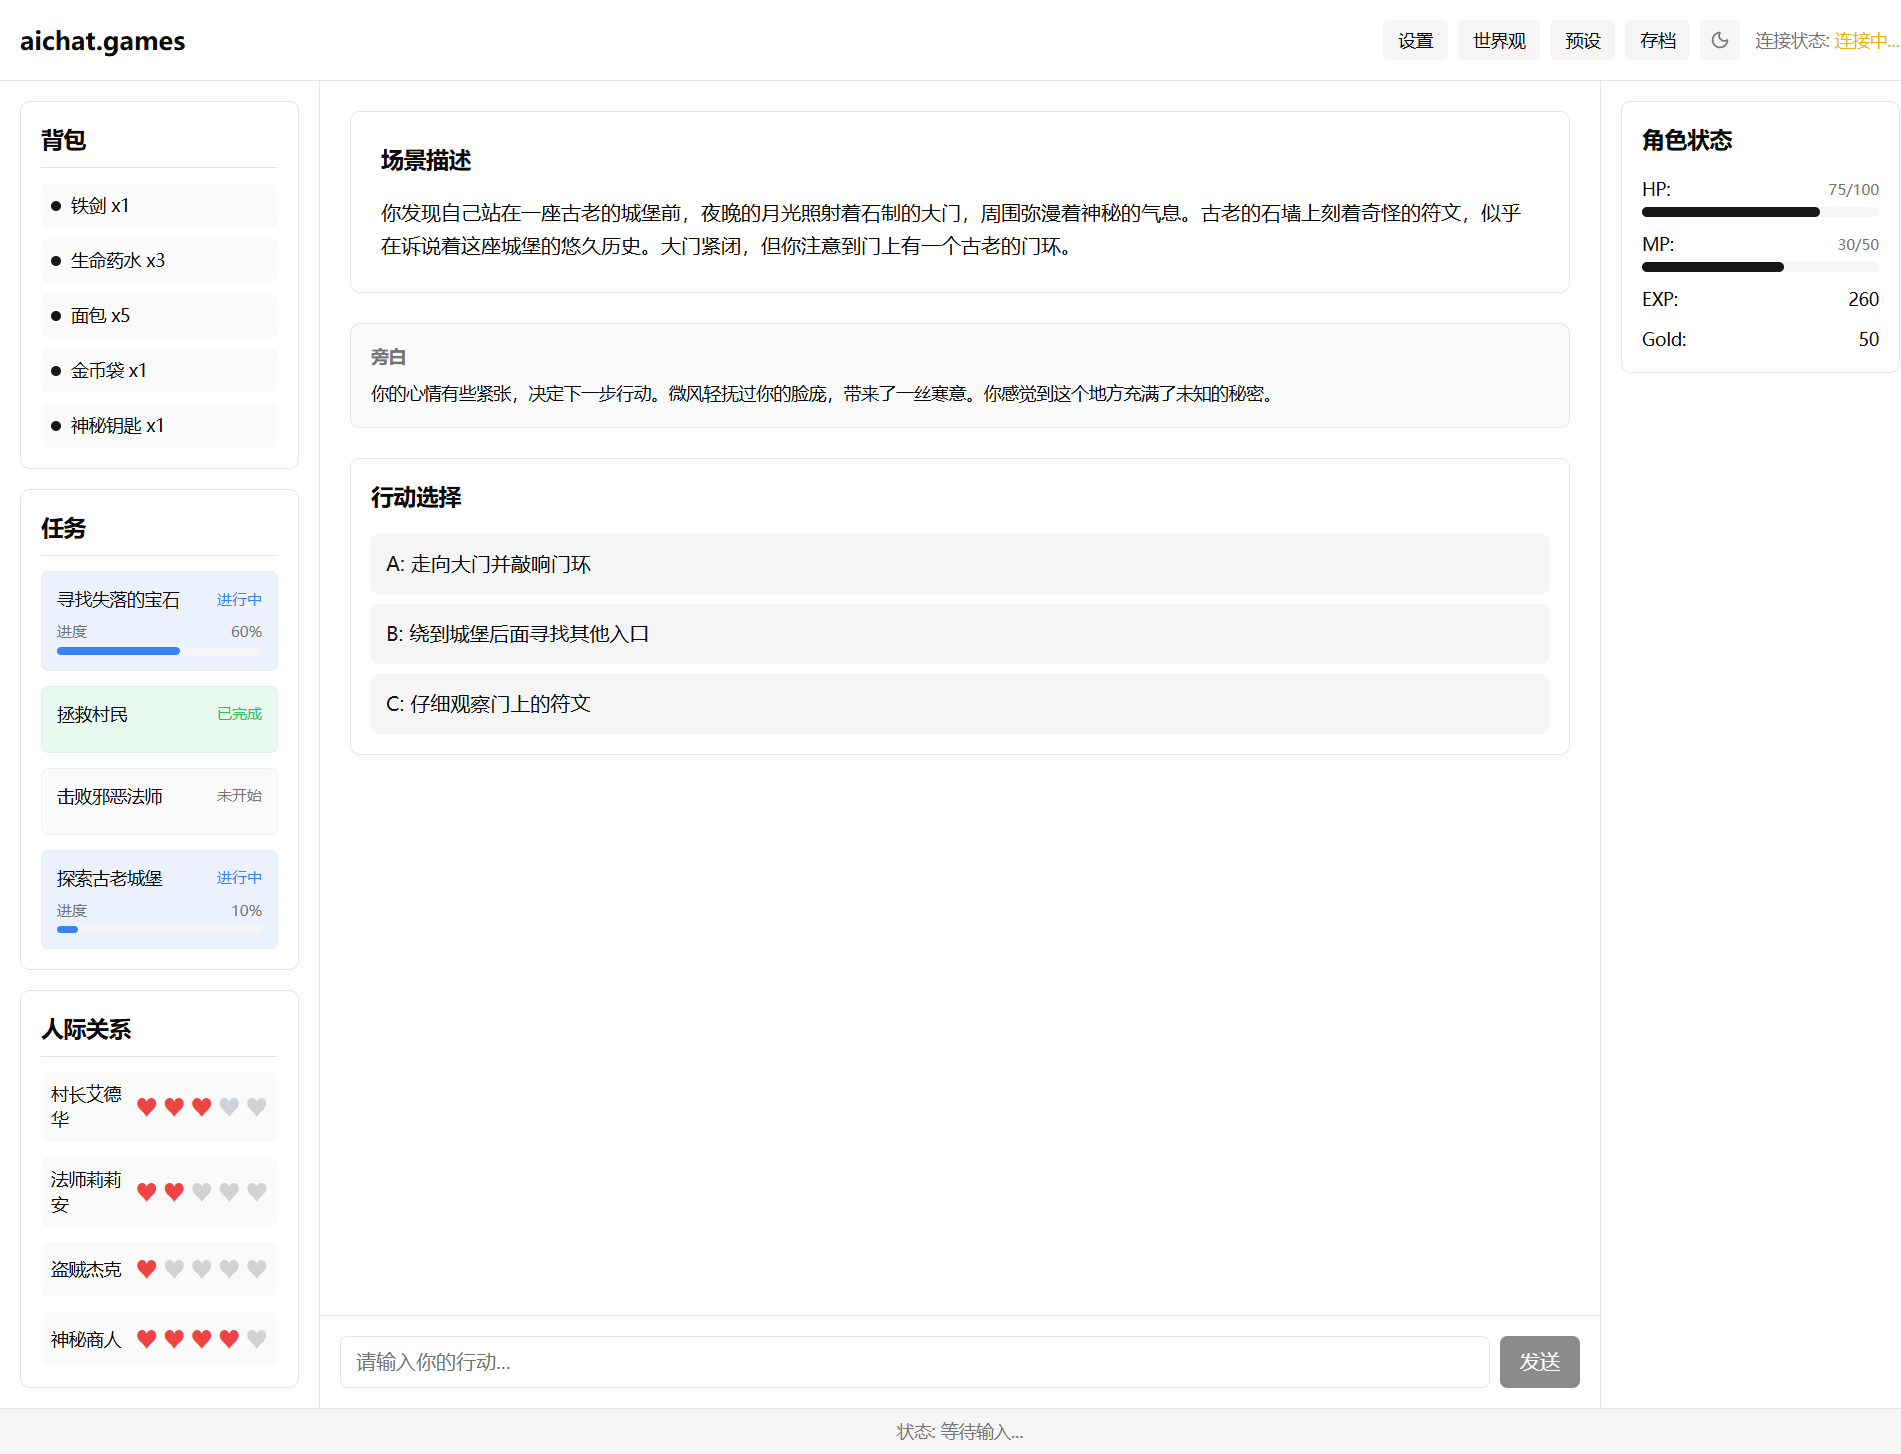 aichat.games
设置
世界观
预设
存档
连接状态: 连接中...
背包
铁剑 x1
生命药水 x3
面包 x5
金币袋 x1
神秘钥匙 x1
任务
寻找失落的宝石 进行中
进度 60%
拯救村民 已完成
击败邪恶法师 未开始
探索古老城堡 进行中
进度 10%
人际关系
村长艾德
华
法师莉莉
安
盗贼杰克
神秘商人
场景描述
你发现自己站在一座古老的城堡前，夜晚的月光照射着石制的大门，周围弥漫着神秘的气息。古老的石墙上刻着奇怪的符文，似乎
在诉说着这座城堡的悠久历史。大门紧闭，但你注意到门上有一个古老的门环。
旁白
你的心情有些紧张，决定下一步行动。微风轻抚过你的脸庞，带来了一丝寒意。你感觉到这个地方充满了未知的秘密。
行动选择
A: 走向大门并敲响门环
B: 绕到城堡后面寻找其他入口
C: 仔细观察门上的符文
请输入你的行动...
发送
角色状态
HP: 75/100
MP: 30/50
EXP: 260
Gold: 50
状态: 等待输入...